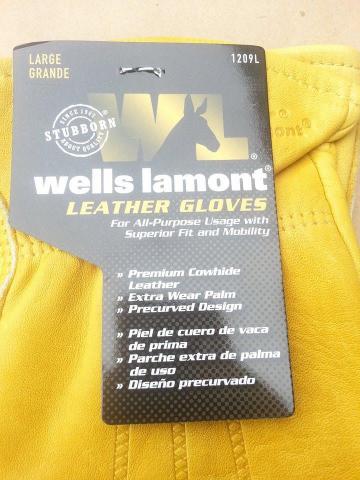 LARGE
GRANDE
1209L
SINCE 1907
STUBBORN
ABOUT QUALITY
WL®
wells lamont®
LEATHER GLOVES
For All-Purpose Usage with
Superior Fit and Mobility
» Premium Cowhide
Leather
» Extra Wear Palm
» Precurved Design
» Piel de cuero de vaca
de prima
» Parche extra de palma
de uso
» Diseño precurvado
lamont®